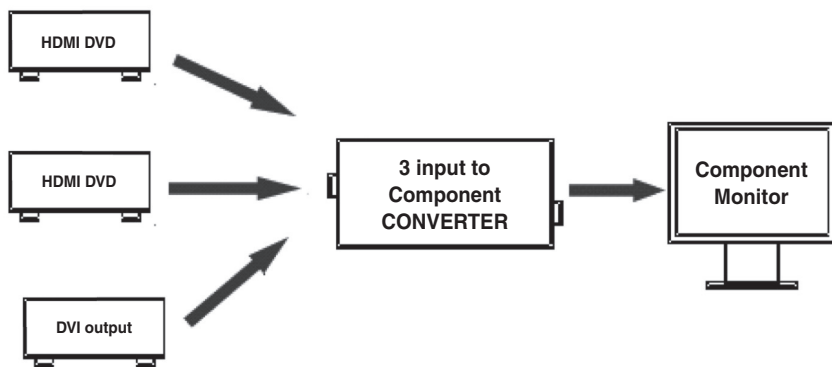 HDMI DVD
HDMI DVD
DVI output
3 input to
Component
CONVERTER
Component
Monitor